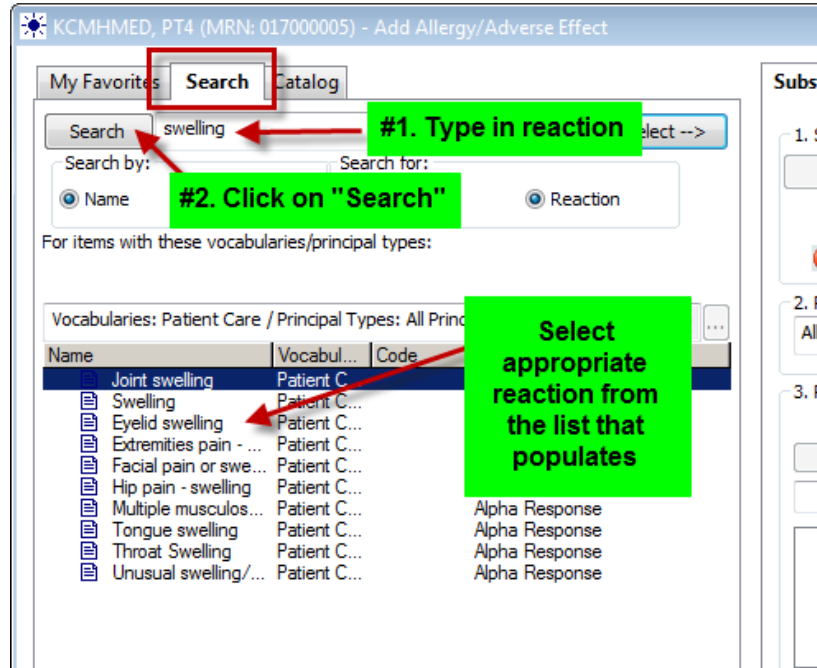 KCMHMED, PT4 (MRN: 017000005) - Add Allergy/Adverse Effect
My Favorites Search Catalog
Search swelling #1. Type in reaction elect -->
Search by: Search for:
Name #2. Click on "Search" Reaction
For items with these vocabularies/principal types:
Vocabularies: Patient Care / Principal Types: All Princ ...
Name Vocabul... Code
Joint swelling Patient C
Swelling Patient C...
Eyelid swelling Patient C...
Extremities pain - ... Patient C...
Facial pain or swe... Patient C...
Hip pain - swelling Patient C...
Multiple musculos... Patient C... Alpha Response
Tongue swelling Patient C... Alpha Response
Throat Swelling Patient C... Alpha Response
Unusual swelling/... Patient C... Alpha Response
Select
appropriate
reaction from
the list that
populates
Subs
1. S
2. F
Al
3. F